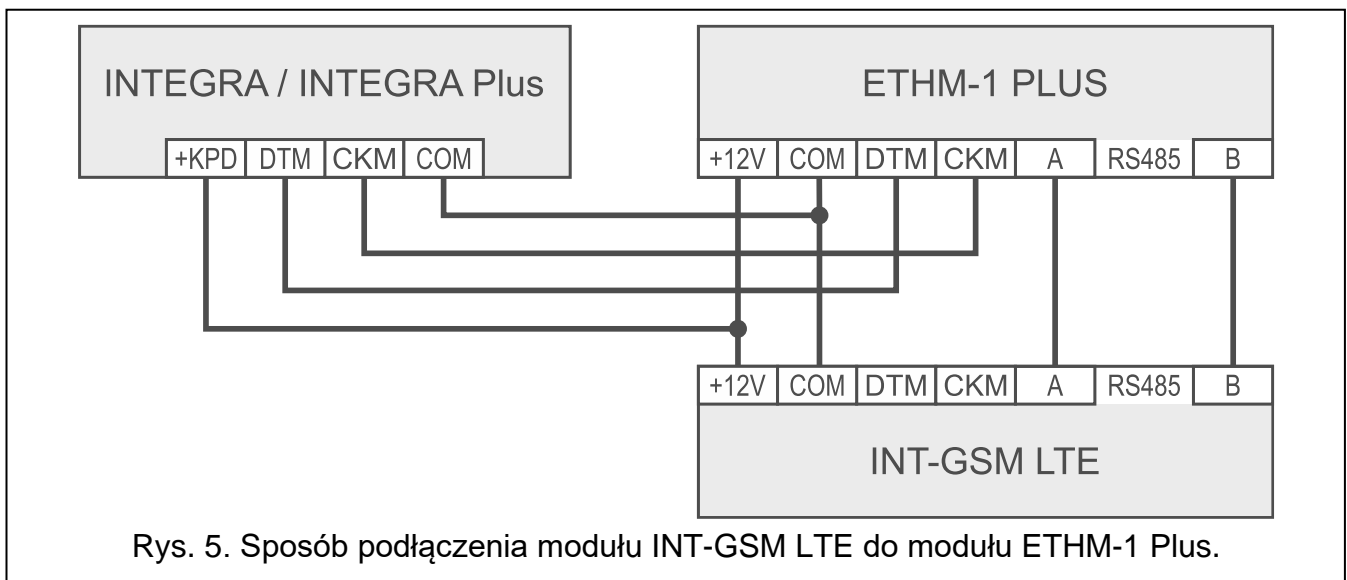 INTEGRA / INTEGRA Plus
+KPD DTM CKM COM
ETHM-1 PLUS
+12V COM DTM CKM A RS485 B
+12V COM DTM CKM A RS485 B
INT-GSM LTE
Rys. 5. Sposób podłączenia modułu INT-GSM LTE do modułu ETHM-1 Plus.